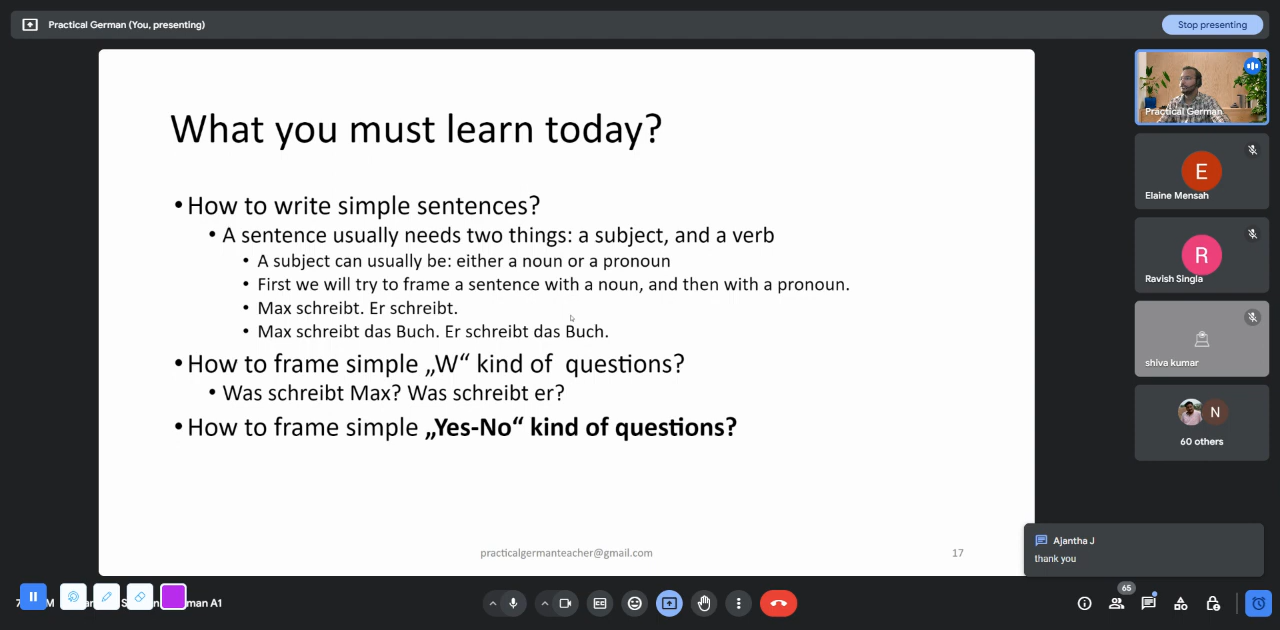 Practical German (You, presenting)
Stop presenting
What you must learn today?
• How to write simple sentences?
• A sentence usually needs two things: a subject, and a verb
• A subject can usually be: either a noun or a pronoun
• First we will try to frame a sentence with a noun, and then with a pronoun.
• Max schreibt. Er schreibt.
• Max schreibt das Buch. Er schreibt das Buch.
• How to frame simple „W“ kind of questions?
• Was schreibt Max? Was schreibt er?
• How to frame simple „Yes-No“ kind of questions?
practicalgermanteacher@gmail.com
17
Practical German
E
Elaine Mensah
R
Ravish Singla
shiva kumar
N
60 others
Ajantha J
thank you
man A1
65